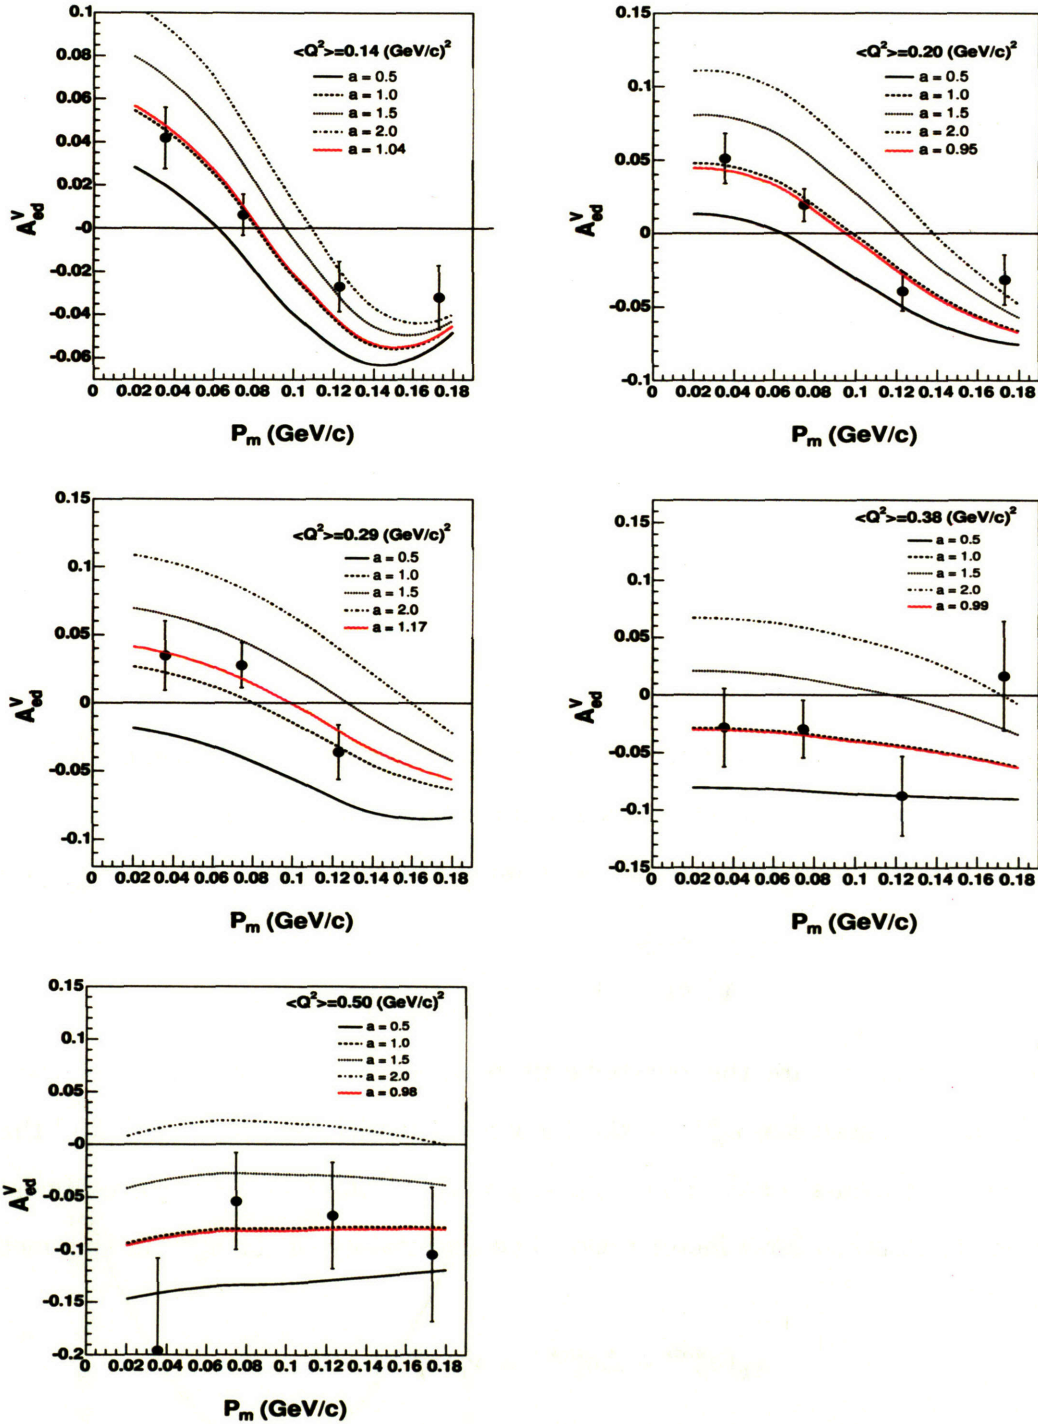 <Q²>=0.14 (GeV/c)²
a = 0.5
a = 1.0
a = 1.5
a = 2.0
a = 1.04
0.1
0.08
0.06
0.04
0.02
-0
-0.02
-0.04
-0.06
A^V_ed
0 0.02 0.04 0.06 0.08 0.1 0.12 0.14 0.16 0.18
P_m (GeV/c)
<Q²>=0.20 (GeV/c)²
a = 0.5
a = 1.0
a = 1.5
a = 2.0
a = 0.95
0.15
0.1
0.05
0
-0.05
-0.1
A^V_ed
0 0.02 0.04 0.06 0.08 0.1 0.12 0.14 0.16 0.18
P_m (GeV/c)
<Q²>=0.29 (GeV/c)²
a = 0.5
a = 1.0
a = 1.5
a = 2.0
a = 1.17
0.15
0.1
0.05
0
-0.05
-0.1
A^V_ed
0 0.02 0.04 0.06 0.08 0.1 0.12 0.14 0.16 0.18
P_m (GeV/c)
<Q²>=0.38 (GeV/c)²
a = 0.5
a = 1.0
a = 1.5
a = 2.0
a = 0.99
0.15
0.1
0.05
0
-0.05
-0.1
-0.15
A^V_ed
0 0.02 0.04 0.06 0.08 0.1 0.12 0.14 0.16 0.18
P_m (GeV/c)
<Q²>=0.50 (GeV/c)²
a = 0.5
a = 1.0
a = 1.5
a = 2.0
a = 0.98
0.15
0.1
0.05
-0
-0.05
-0.1
-0.15
-0.2
A^V_ed
0 0.02 0.04 0.06 0.08 0.1 0.12 0.14 0.16 0.18
P_m (GeV/c)